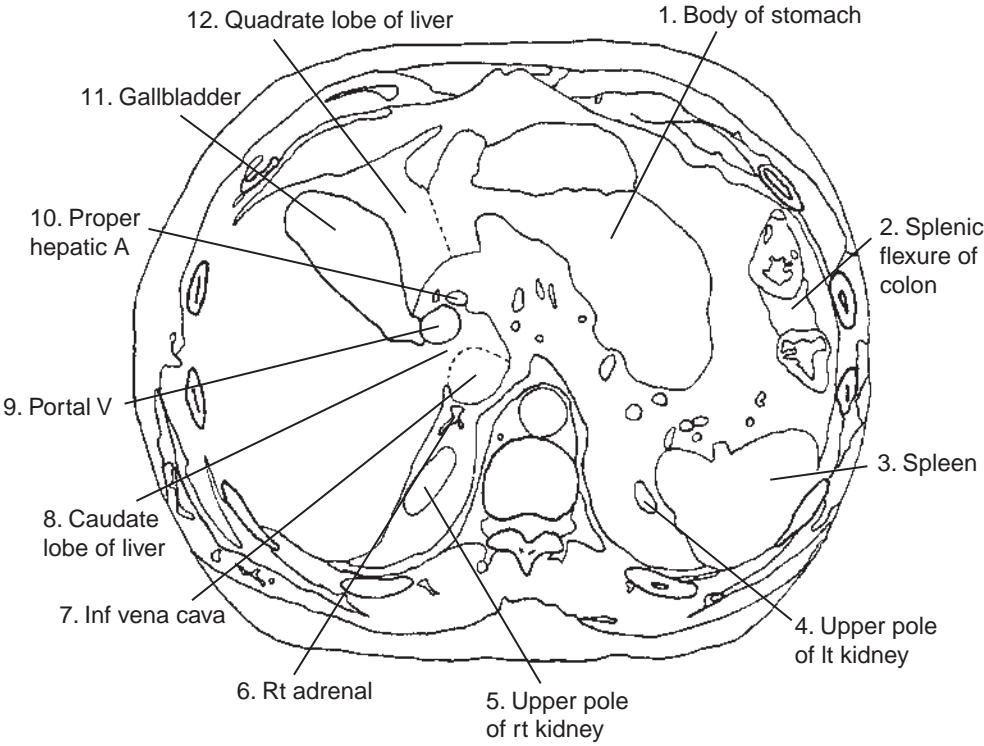 12. Quadrate lobe of liver
1. Body of stomach
11. Gallbladder
10. Proper
hepatic A
2. Splenic
flexure of
colon
9. Portal V
3. Spleen
8. Caudate
lobe of liver
7. Inf vena cava
4. Upper pole
of lt kidney
6. Rt adrenal
5. Upper pole
of rt kidney